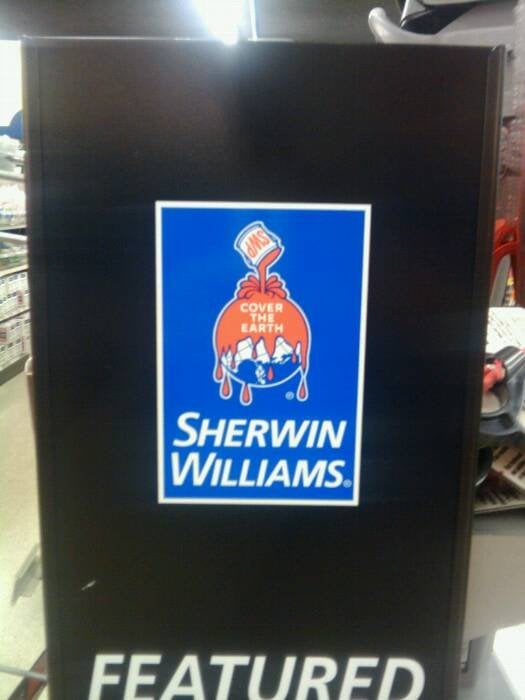 SWP
COVER
THE
EARTH
®
SHERWIN
WILLIAMS®
FEATURED